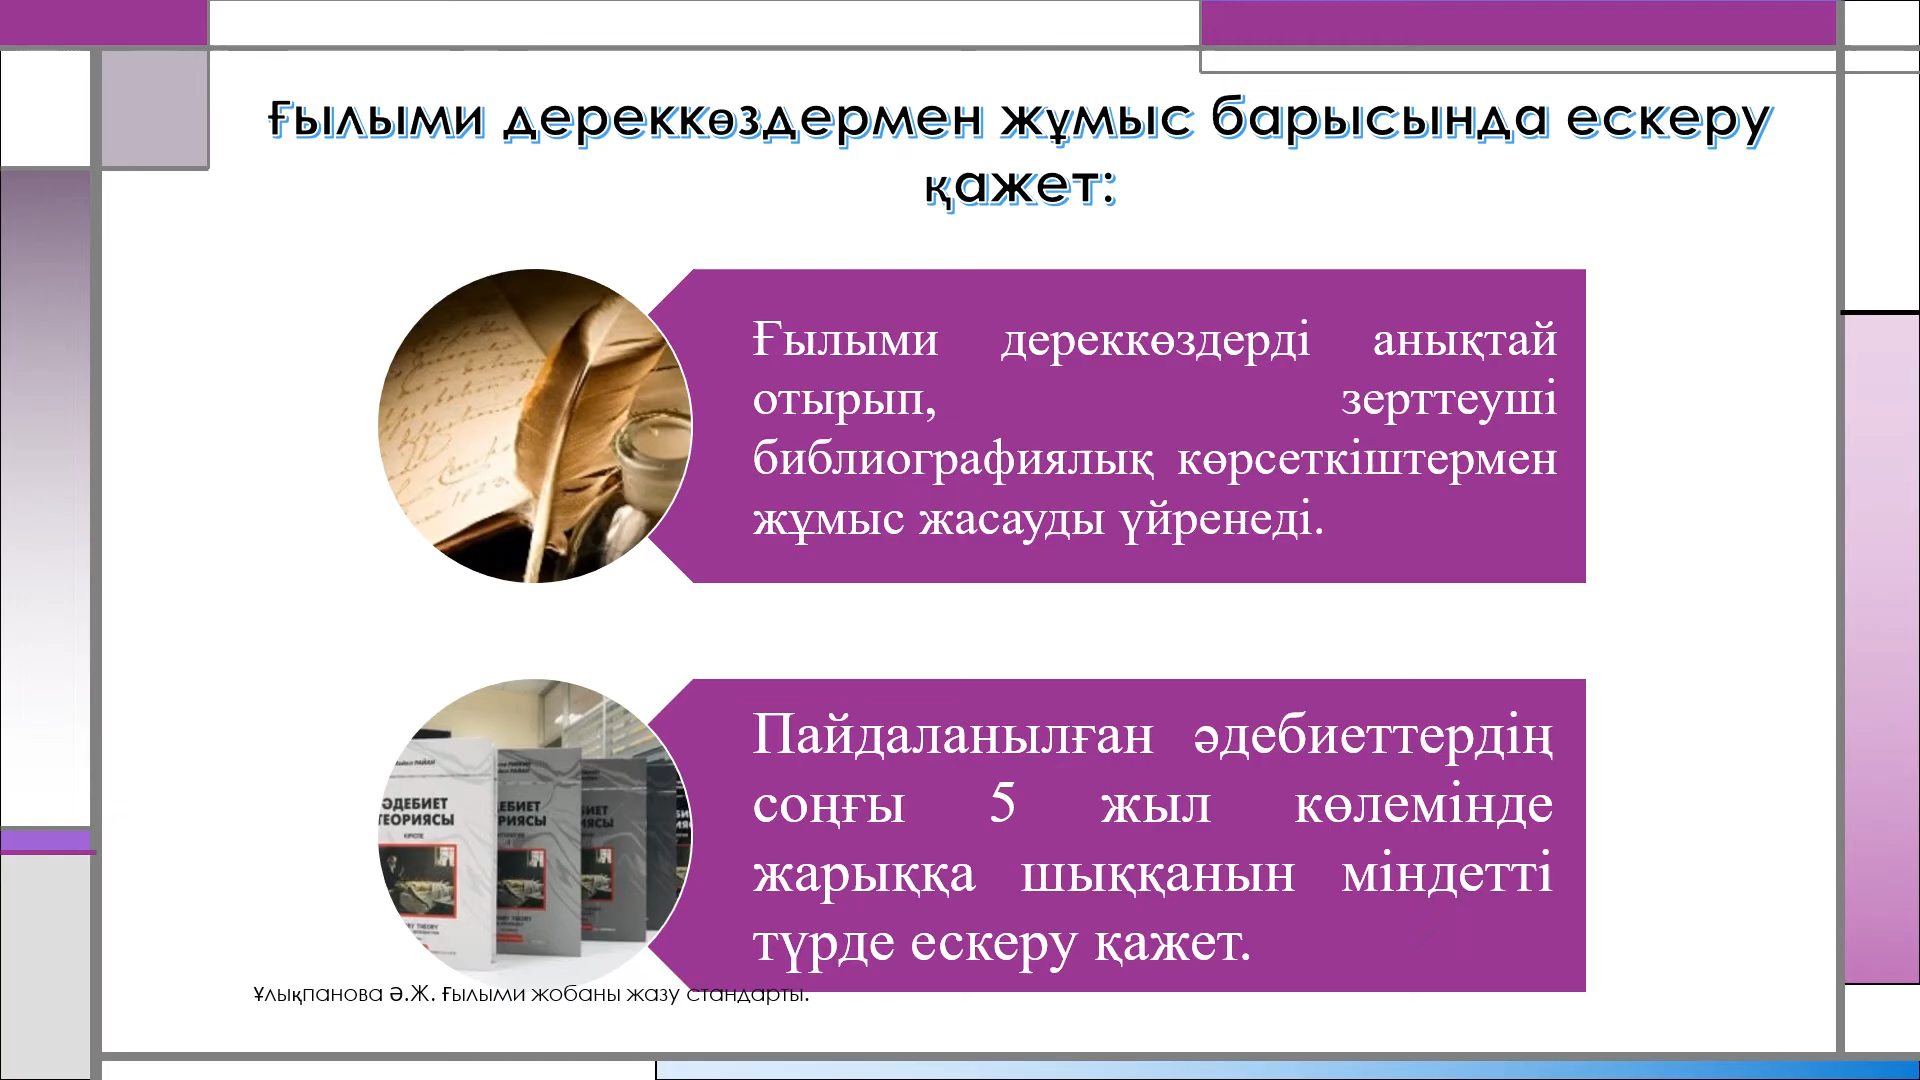 Ғылыми дереккөздермен жұмыс барысында ескеру
қажет:
Ғылыми дереккөздерді анықтай
отырып, зерттеуші
библиографиялық көрсеткіштермен
жұмыс жасауды үйренеді.
ӘДЕБИЕТ
ТЕОРИЯСЫ
Пайдаланылған әдебиеттердің
соңғы 5 жыл көлемінде
жарыққа шыққанын міндетті
түрде ескеру қажет.
Ұлықпанова Ә.Ж. Ғылыми жобаны жазу стандарты.